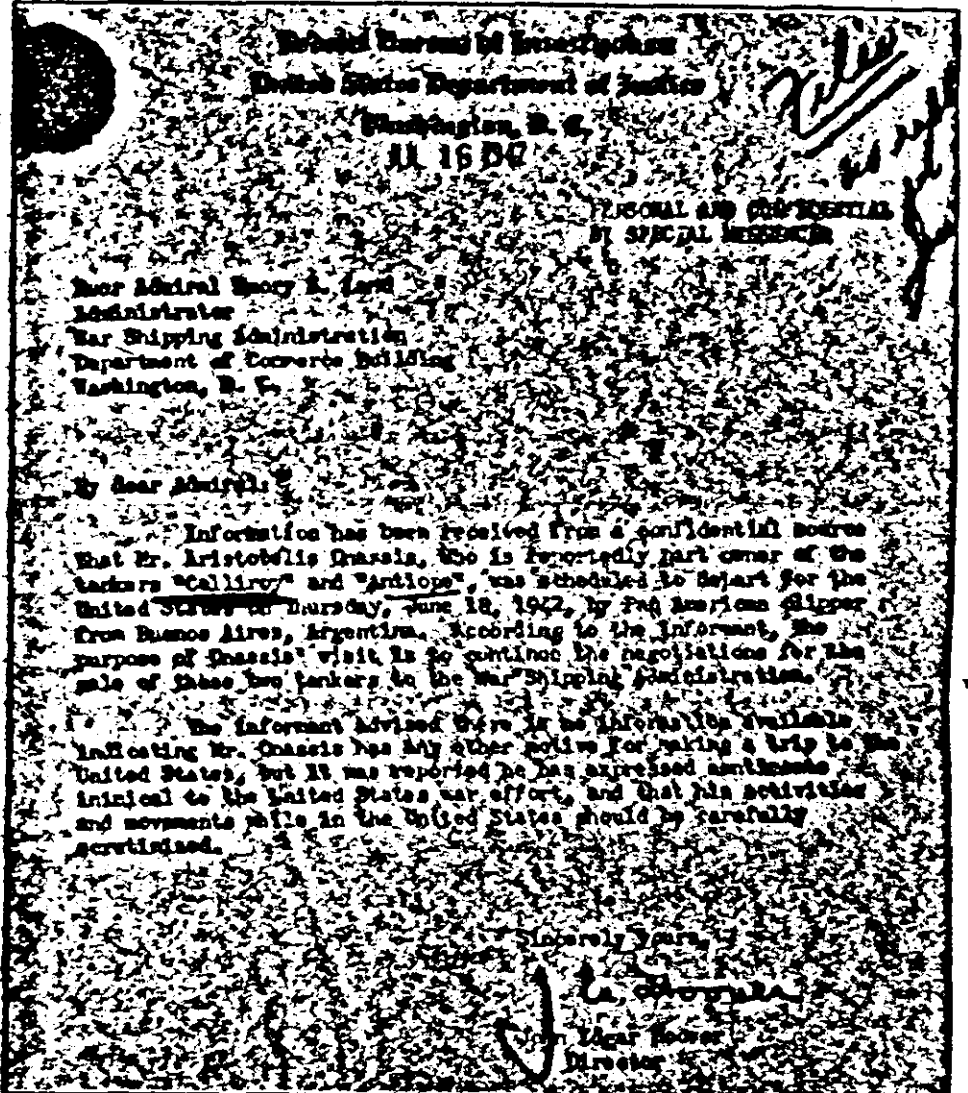 Federal Bureau of Investigation
United States Department of Justice
Washington, D. C.
16 1942
PERSONAL AND CONFIDENTIAL
BY SPECIAL MESSENGER
Rear Admiral Emory S. Land
Administrator
War Shipping Administration
Department of Commerce Building
Washington, D. C.
My dear Admiral:
Information has been received from a confidential source
that Mr. Aristotelis Onassis, who is reportedly part owner of the
tankers "Calliroy" and "Antiope", was scheduled to depart for the
United States on Thursday, June 18, 1942, by Pan American Clipper
from Buenos Aires, Argentina. According to the informant, the
purpose of Onassis' visit is to continue the negotiations for the
sale of these two tankers to the War Shipping Administration.
The informant advised there is no information available
indicating Mr. Onassis has any other motive for making a trip to the
United States, but it was reported he has expressed sentiments
inimical to the United States war effort, and that his activities
and movements while in the United States should be carefully
scrutinized.
Sincerely yours,
John Edgar Hoover
Director